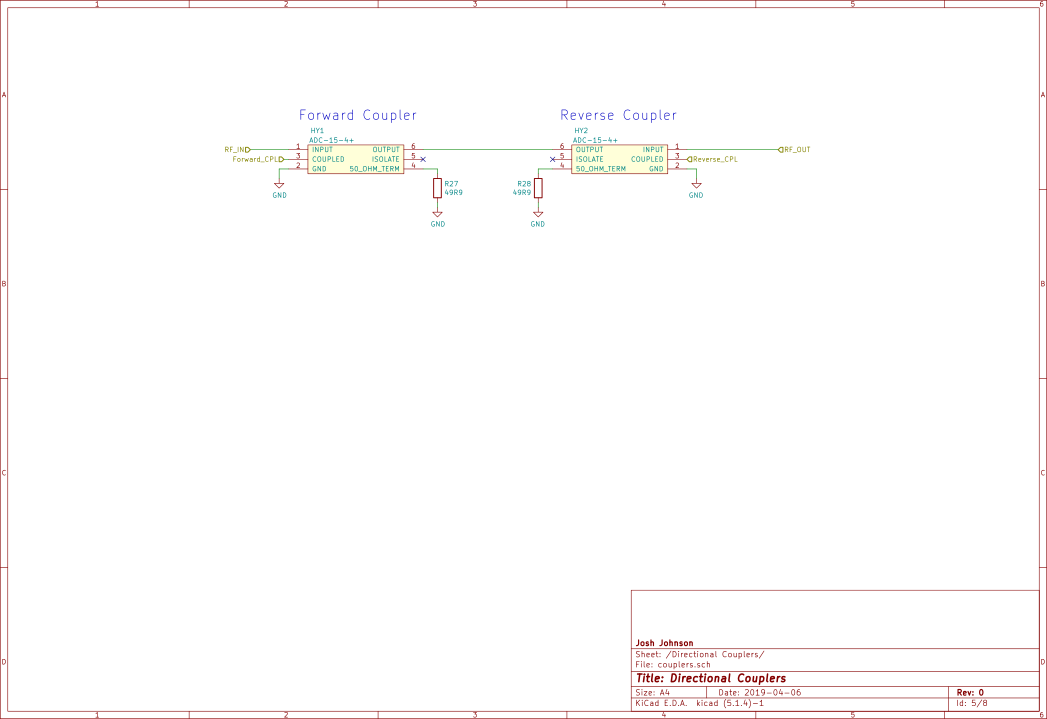 1 2 3 4 5 6
Forward Coupler Reverse Coupler
A A
HY1 HY2
ADC-15-4+ ADC-15-4+
RF_IN 1 INPUT OUTPUT 6 6 OUTPUT INPUT 1 RF_OUT
Forward_CPL 3 COUPLED ISOLATE 5 5 ISOLATE COUPLED 3 Reverse_CPL
2 GND 50_OHM_TERM 4 4 50_OHM_TERM GND 2
R27 R28
49R9 49R9
GND GND
GND GND
B B
C C
Josh Johnson
Sheet: /Directional Couplers/
D D
File: couplers.sch
Title: Directional Couplers
Size: A4 Date: 2019-04-06 Rev: 0
KiCad E.D.A. kicad (5.1.4)-1 Id: 5/8
1 2 3 4 5 6